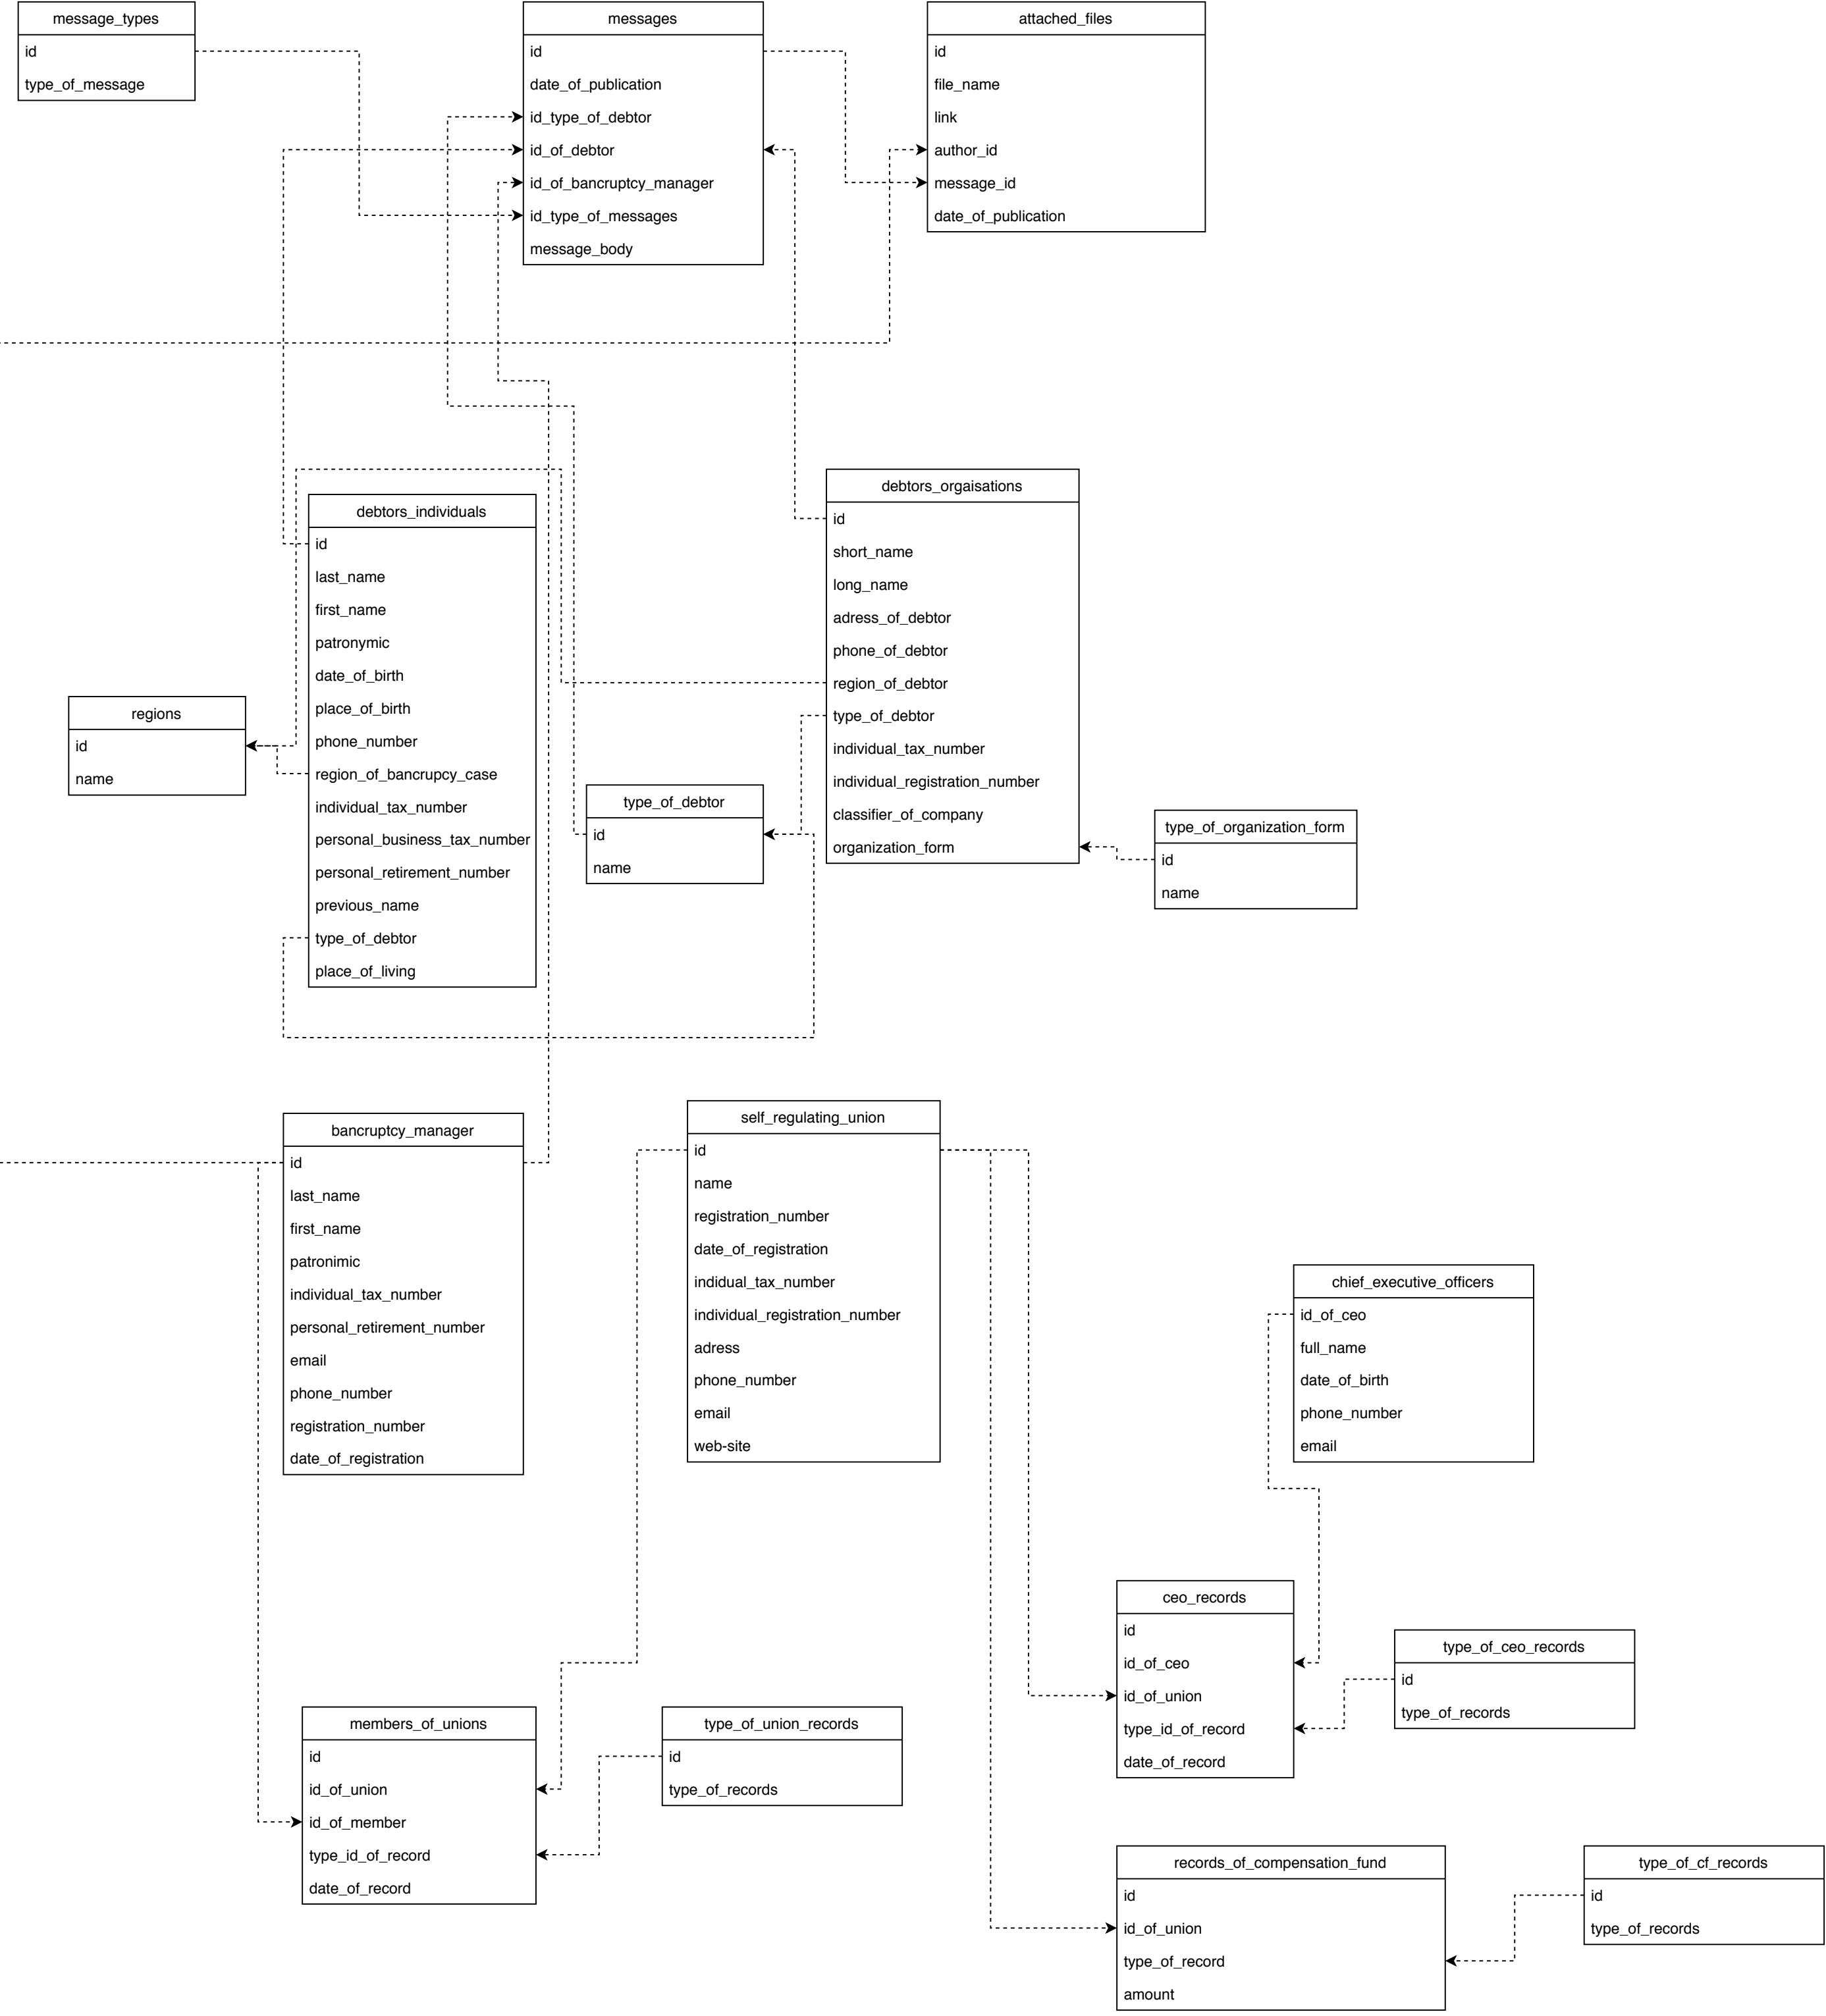 message_types
id
type_of_message
messages
id
date_of_publication
id_type_of_debtor
id_of_debtor
id_of_bancruptcy_manager
id_type_of_messages
message_body
attached_files
id
file_name
link
author_id
message_id
date_of_publication
debtors_individuals
id
last_name
first_name
patronymic
date_of_birth
place_of_birth
phone_number
region_of_bancrupcy_case
individual_tax_number
personal_business_tax_number
personal_retirement_number
previous_name
type_of_debtor
place_of_living
debtors_orgaisations
id
short_name
long_name
adress_of_debtor
phone_of_debtor
region_of_debtor
type_of_debtor
individual_tax_number
individual_registration_number
classifier_of_company
organization_form
regions
id
name
type_of_debtor
id
name
type_of_organization_form
id
name
bancruptcy_manager
id
last_name
first_name
patronimic
individual_tax_number
personal_retirement_number
email
phone_number
registration_number
date_of_registration
self_regulating_union
id
name
registration_number
date_of_registration
indidual_tax_number
individual_registration_number
adress
phone_number
email
web-site
chief_executive_officers
id_of_ceo
full_name
date_of_birth
phone_number
email
ceo_records
id
id_of_ceo
id_of_union
type_id_of_record
date_of_record
type_of_ceo_records
id
type_of_records
members_of_unions
id
id_of_union
id_of_member
type_id_of_record
date_of_record
type_of_union_records
id
type_of_records
records_of_compensation_fund
id
id_of_union
type_of_record
amount
type_of_cf_records
id
type_of_records